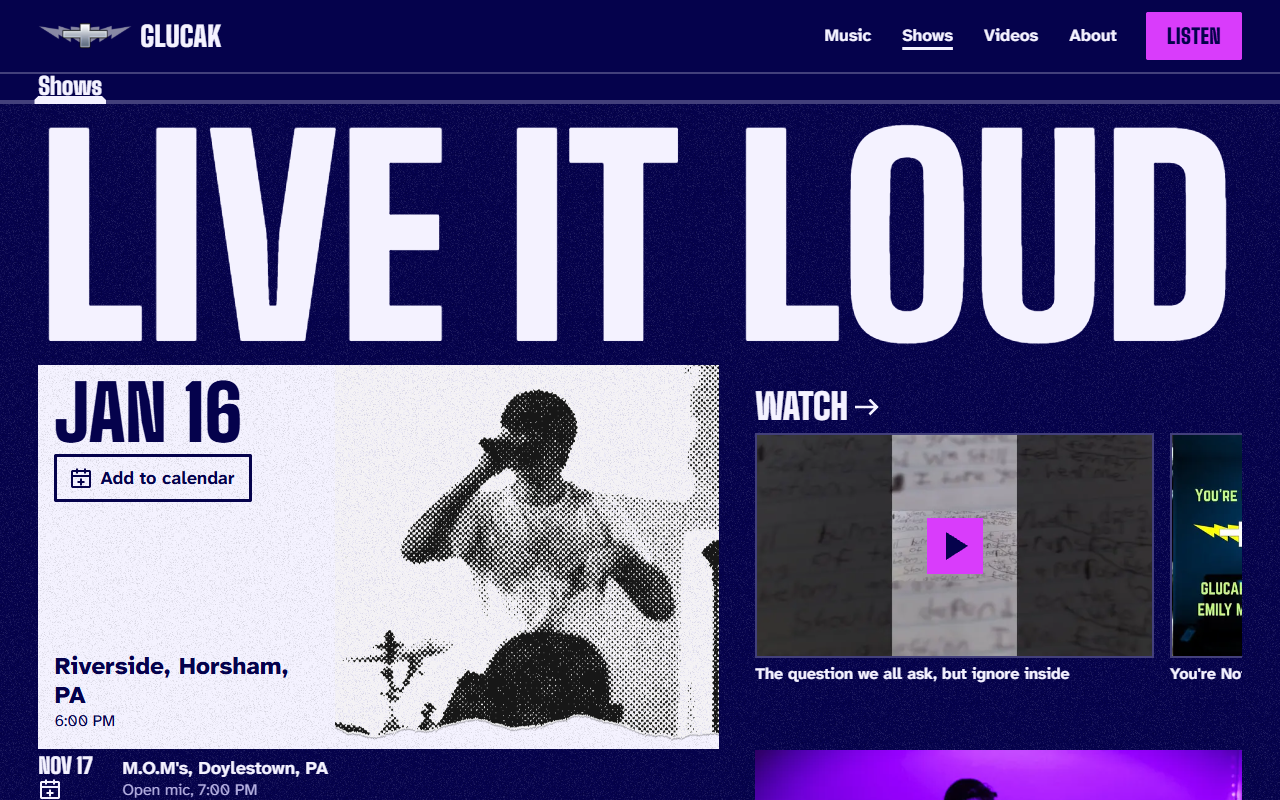 GLUCAK
Music
Shows
Videos
About
LISTEN
Shows
LIVE IT LOUD
JAN 16
Add to calendar
Riverside, Horsham,
PA
6:00 PM
NOV 17
M.O.M's, Doylestown, PA
Open mic, 7:00 PM
WATCH →
The question we all ask, but ignore inside
YOU'RE
GLUCAK
EMILY M
You're No